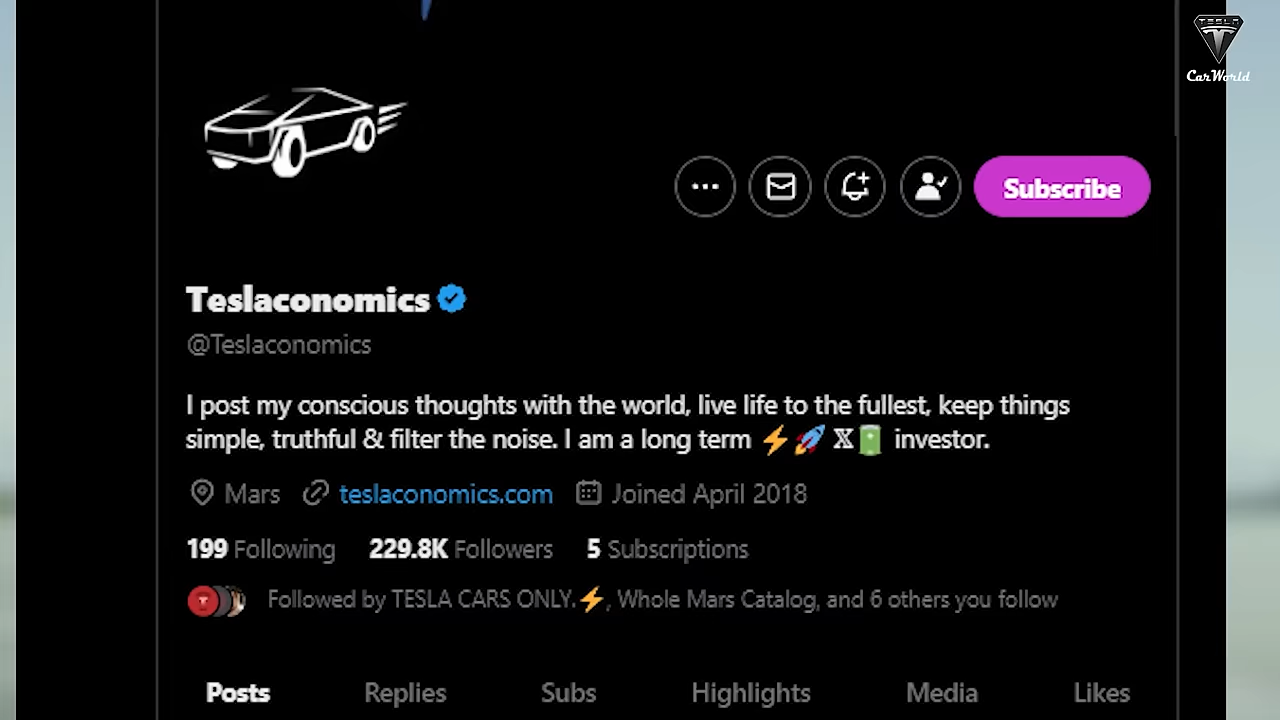 TESLA
CarWorld
Subscribe
Teslaconomics
@Teslaconomics
I post my conscious thoughts with the world, live life to the fullest, keep things
simple, truthful & filter the noise. I am a long term ⚡🚀 𝕏🔋 investor.
Mars teslaconomics.com Joined April 2018
199 Following 229.8K Followers 5 Subscriptions
Followed by TESLA CARS ONLY.⚡, Whole Mars Catalog, and 6 others you follow
Posts Replies Subs Highlights Media Likes